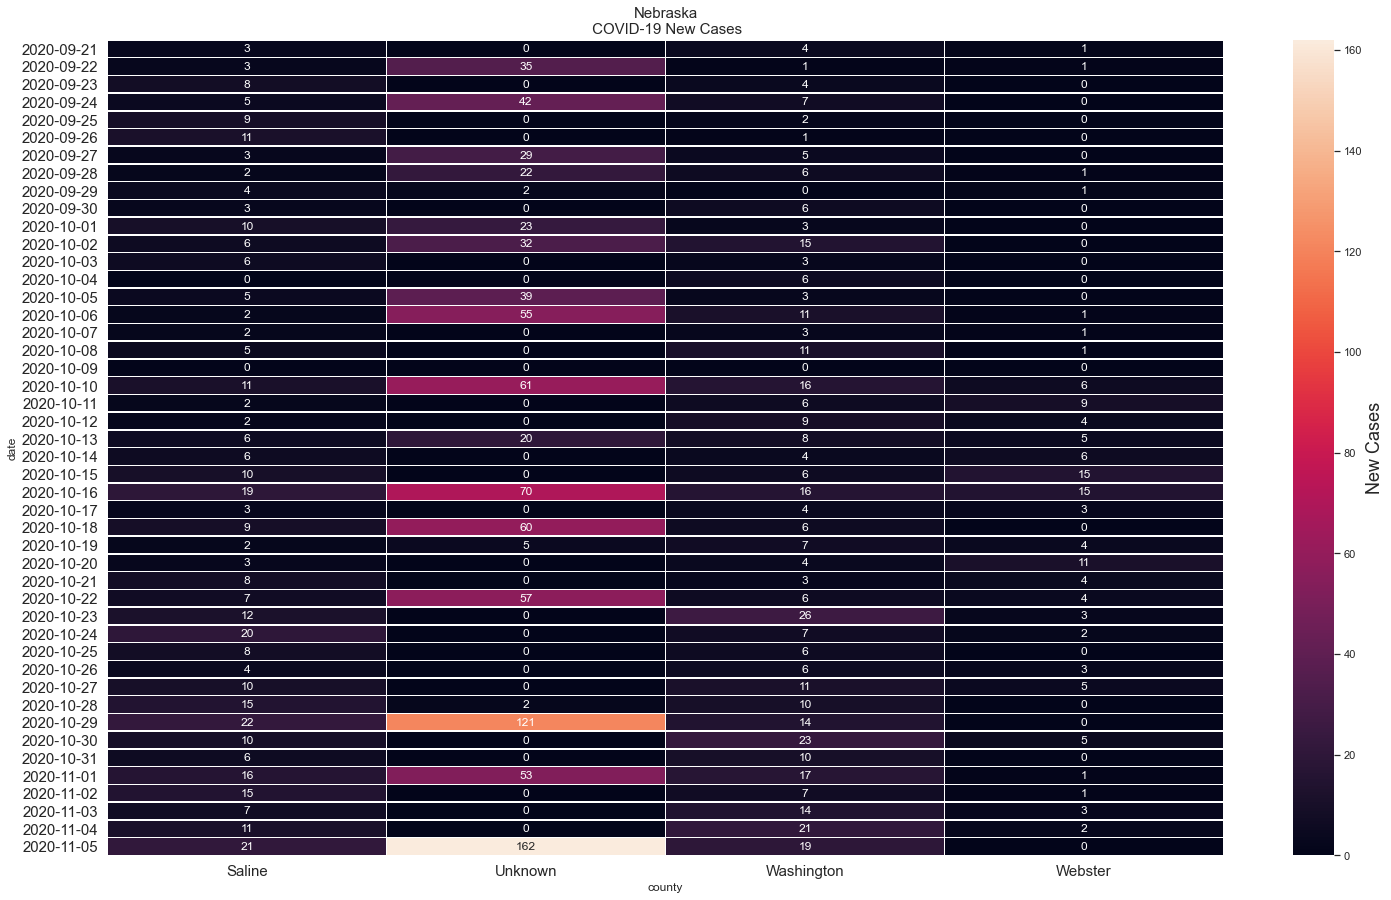 Nebraska
COVID-19 New Cases
2020-09-21 3 0 4 1
2020-09-22 3 35 1 1
2020-09-23 8 0 4 0
2020-09-24 5 42 7 0
2020-09-25 9 0 2 0
2020-09-26 11 0 1 0
2020-09-27 3 29 5 0
2020-09-28 2 22 6 1
2020-09-29 4 2 0 1
2020-09-30 3 0 6 0
2020-10-01 10 23 3 0
2020-10-02 6 32 15 0
2020-10-03 6 0 3 0
2020-10-04 0 0 6 0
2020-10-05 5 39 3 0
2020-10-06 2 55 11 1
2020-10-07 2 0 3 1
2020-10-08 5 0 11 1
2020-10-09 0 0 0 0
2020-10-10 11 61 16 6
2020-10-11 2 0 6 9
2020-10-12 2 0 9 4
2020-10-13 6 20 8 5
2020-10-14 6 0 4 6
2020-10-15 10 0 6 15
2020-10-16 19 70 16 15
2020-10-17 3 0 4 3
2020-10-18 9 60 6 0
2020-10-19 2 5 7 4
2020-10-20 3 0 4 11
2020-10-21 8 0 3 4
2020-10-22 7 57 6 4
2020-10-23 12 0 26 3
2020-10-24 20 0 7 2
2020-10-25 8 0 6 0
2020-10-26 4 0 6 3
2020-10-27 10 0 11 5
2020-10-28 15 2 10 0
2020-10-29 22 121 14 0
2020-10-30 10 0 23 5
2020-10-31 6 0 10 0
2020-11-01 16 53 17 1
2020-11-02 15 0 7 1
2020-11-03 7 0 14 3
2020-11-04 11 0 21 2
2020-11-05 21 162 19 0
Saline Unknown Washington Webster
county
date
160
140
120
100
80
60
40
20
0
New Cases